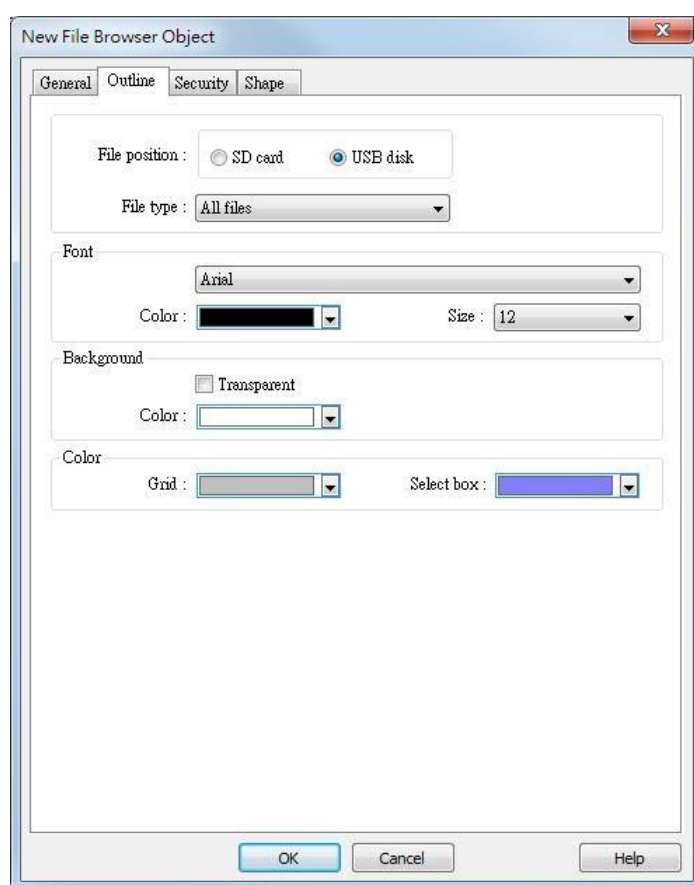 New File Browser Object
General Outline Security Shape
File position : SD card USB disk
File type : All files
Font
Arial
Color : Size : 12
Background
Transparent
Color :
Color
Grid : Select box :
OK Cancel Help